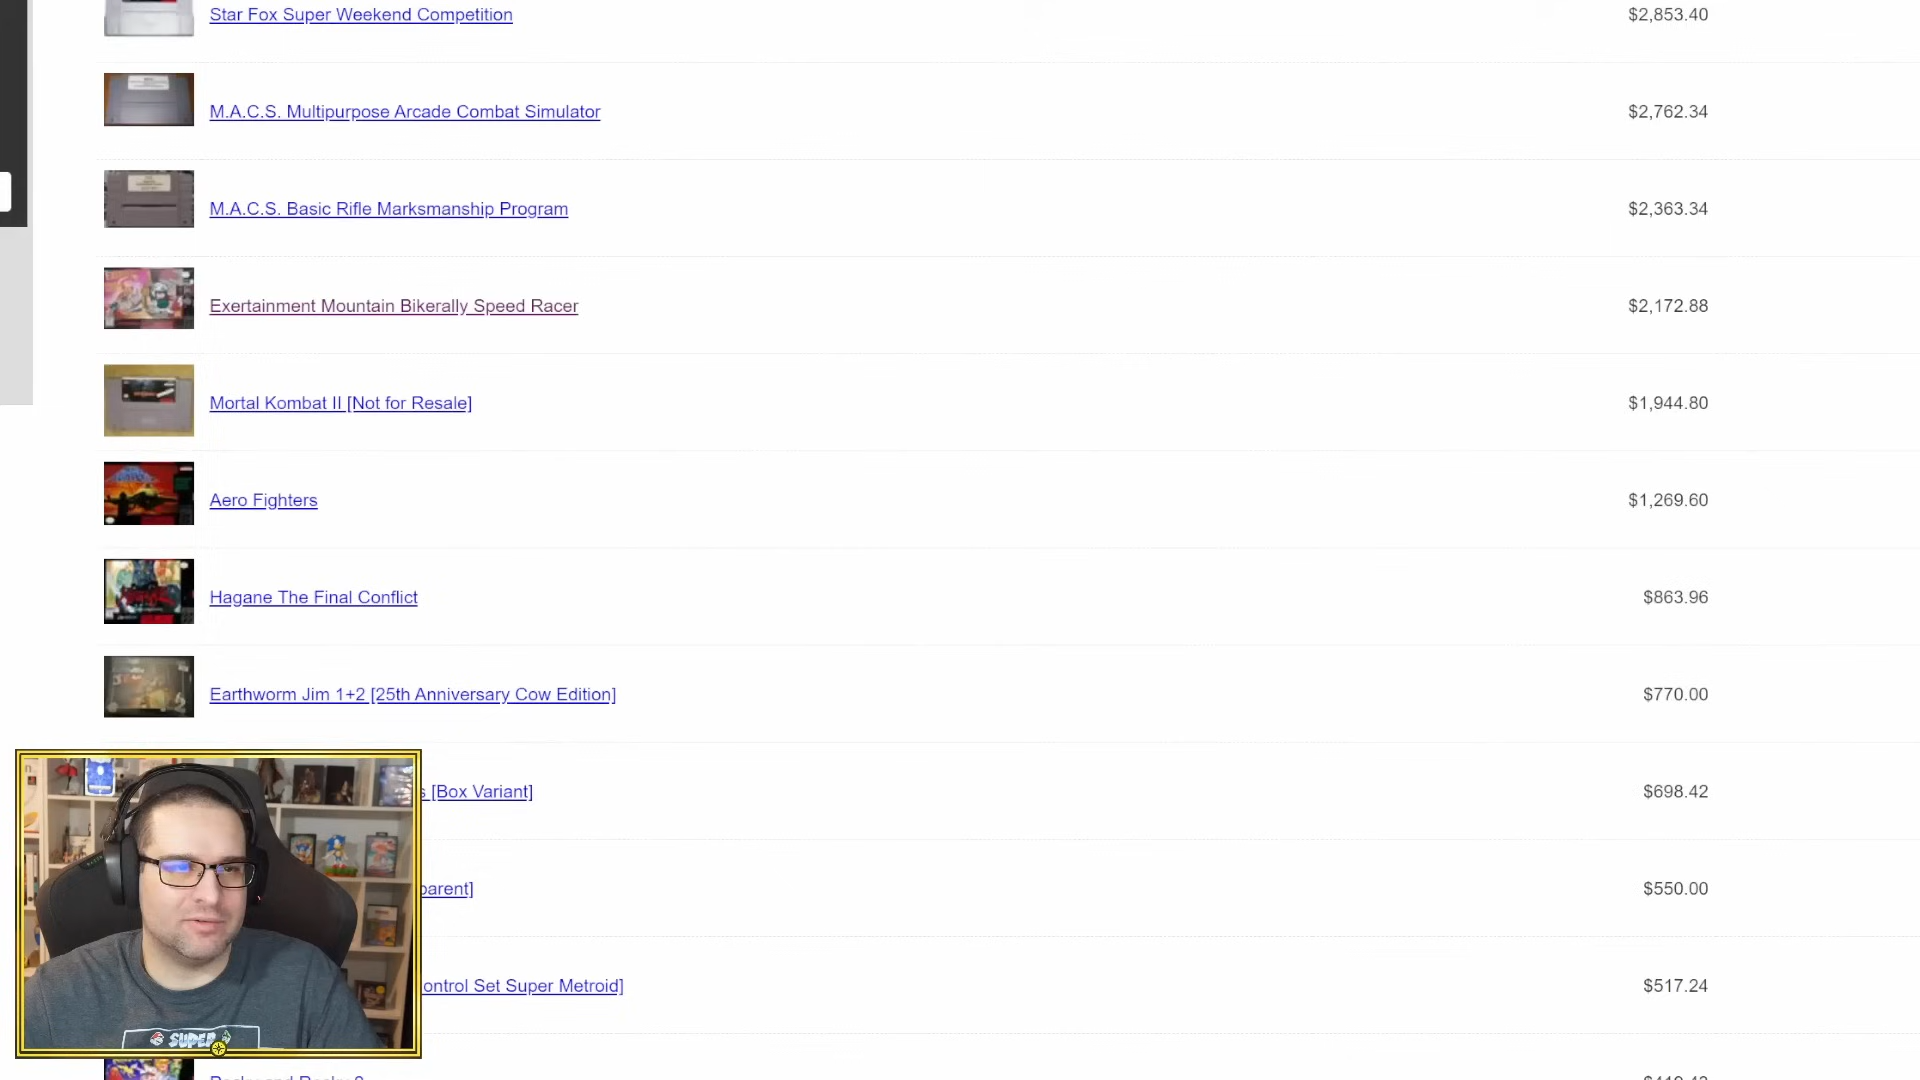 Star Fox Super Weekend Competition $2,853.40
M.A.C.S. Multipurpose Arcade Combat Simulator $2,762.34
M.A.C.S. Basic Rifle Marksmanship Program $2,363.34
Exertainment Mountain Bikerally Speed Racer $2,172.88
Mortal Kombat II [Not for Resale] $1,944.80
Aero Fighters $1,269.60
Hagane The Final Conflict $863.96
Earthworm Jim 1+2 [25th Anniversary Cow Edition] $770.00
s [Box Variant] $698.42
parent] $550.00
ontrol Set Super Metroid] $517.24
SUPER